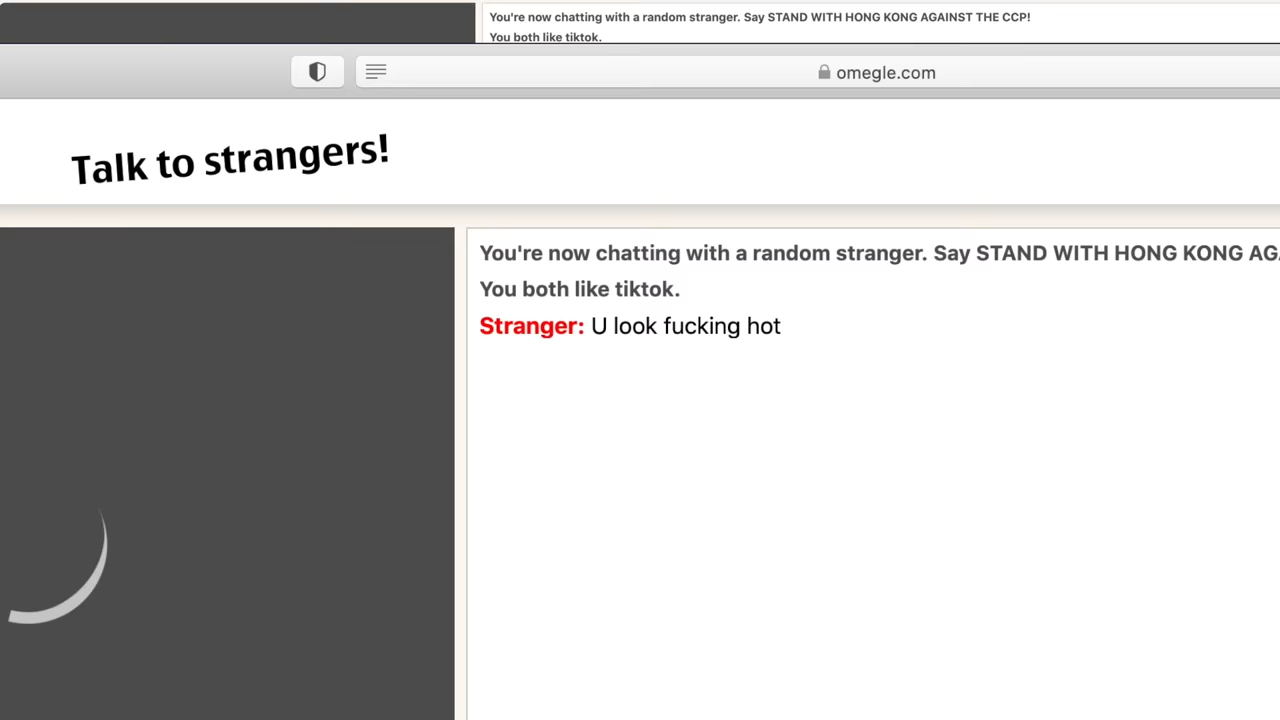 You're now chatting with a random stranger. Say STAND WITH HONG KONG AGAINST THE CCP!
You both like tiktok.
omegle.com
Talk to strangers!
You're now chatting with a random stranger. Say STAND WITH HONG KONG AG
You both like tiktok.
Stranger: U look fucking hot